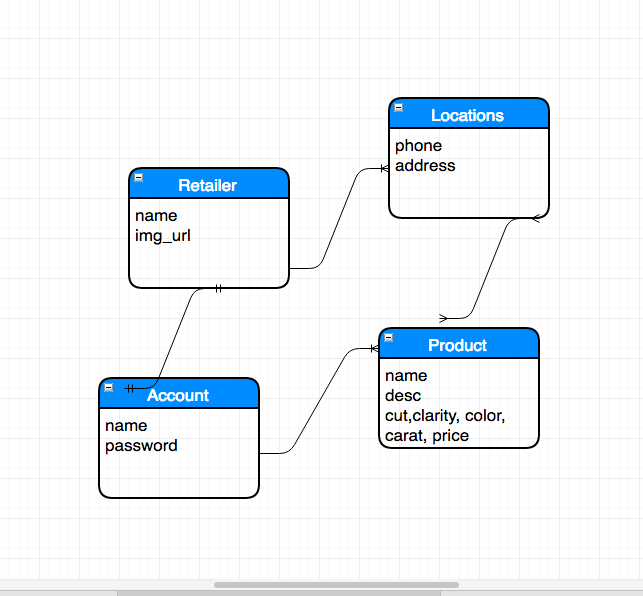 Locations
phone
address
Retailer
name
img_url
Product
name
desc
cut,clarity, color,
carat, price
Account
name
password